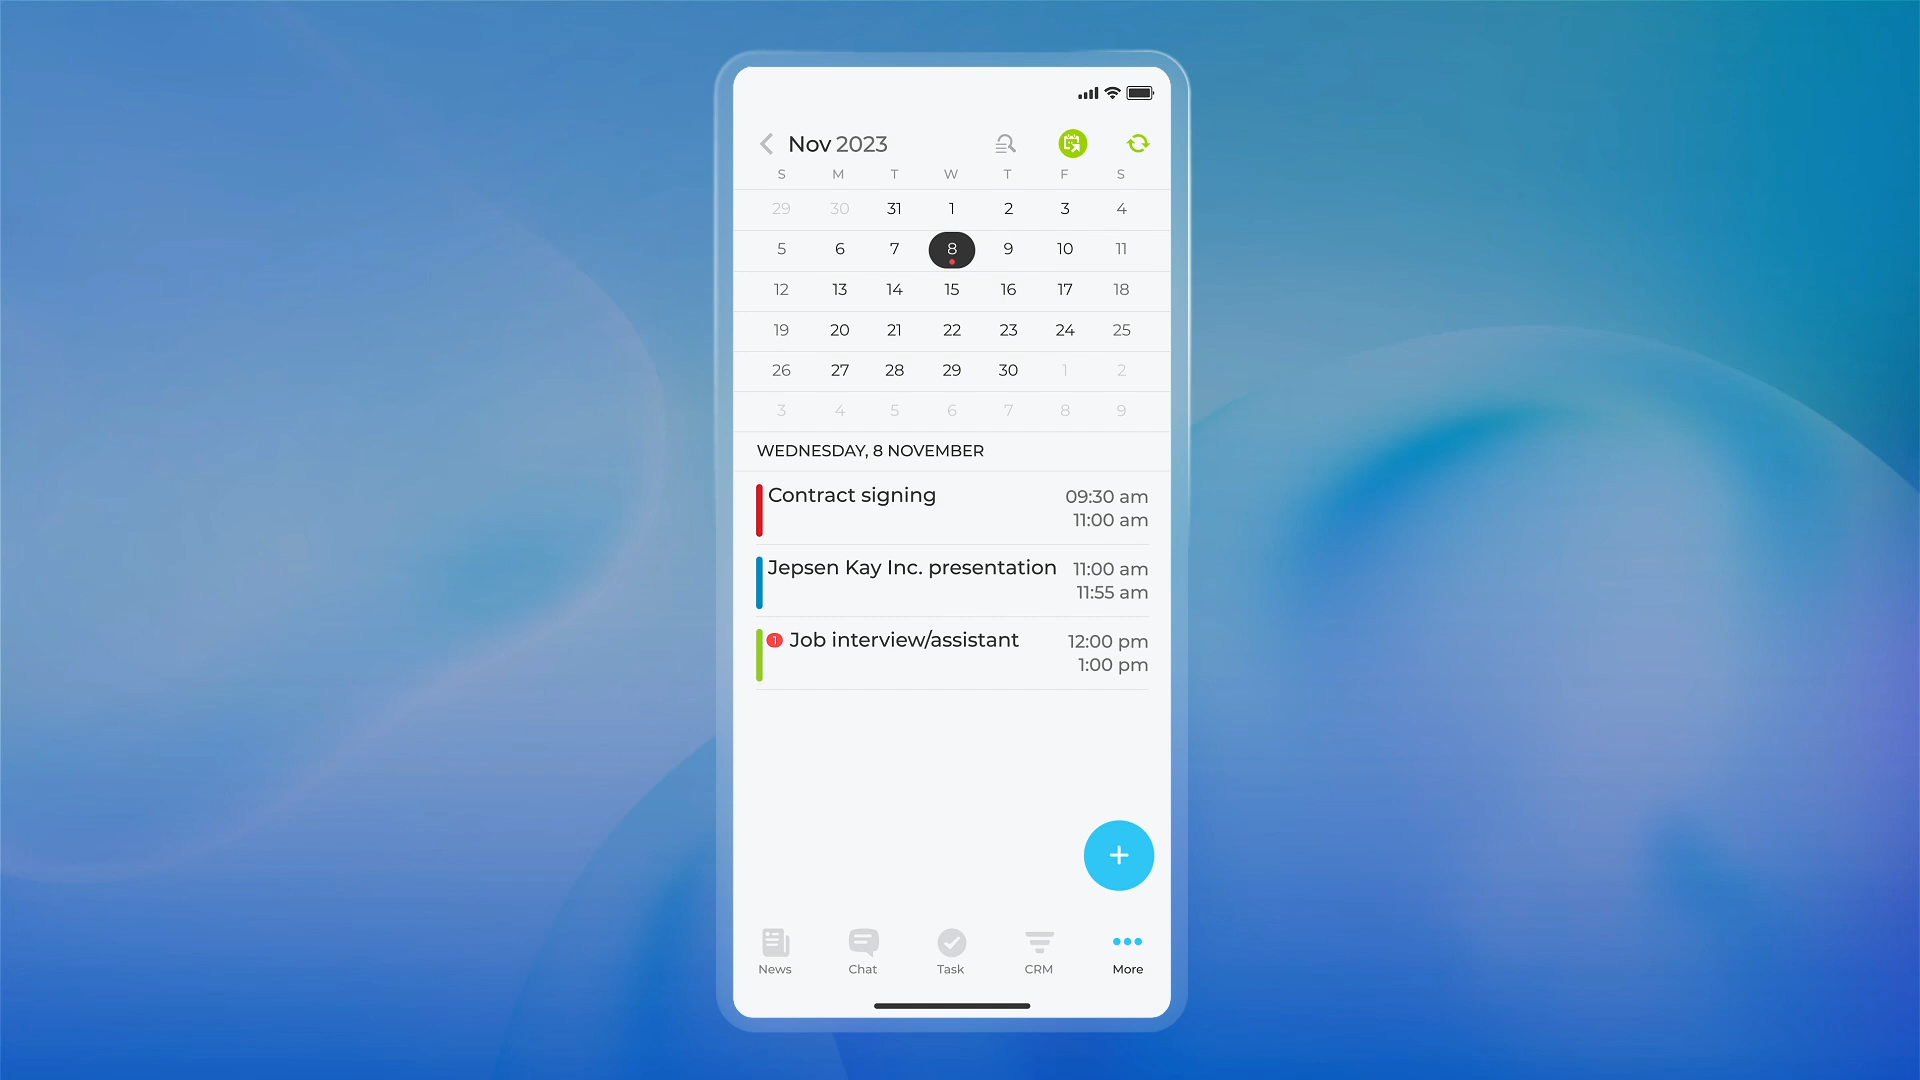 Nov 2023
S M T W T F S
29 30 31 1 2 3 4
5 6 7 8 9 10 11
12 13 14 15 16 17 18
19 20 21 22 23 24 25
26 27 28 29 30 1 2
3 4 5 6 7 8 9
WEDNESDAY, 8 NOVEMBER
Contract signing 09:30 am
11:00 am
Jepsen Kay Inc. presentation 11:00 am
11:55 am
1 Job interview/assistant 12:00 pm
1:00 pm
+
News Chat Task CRM More